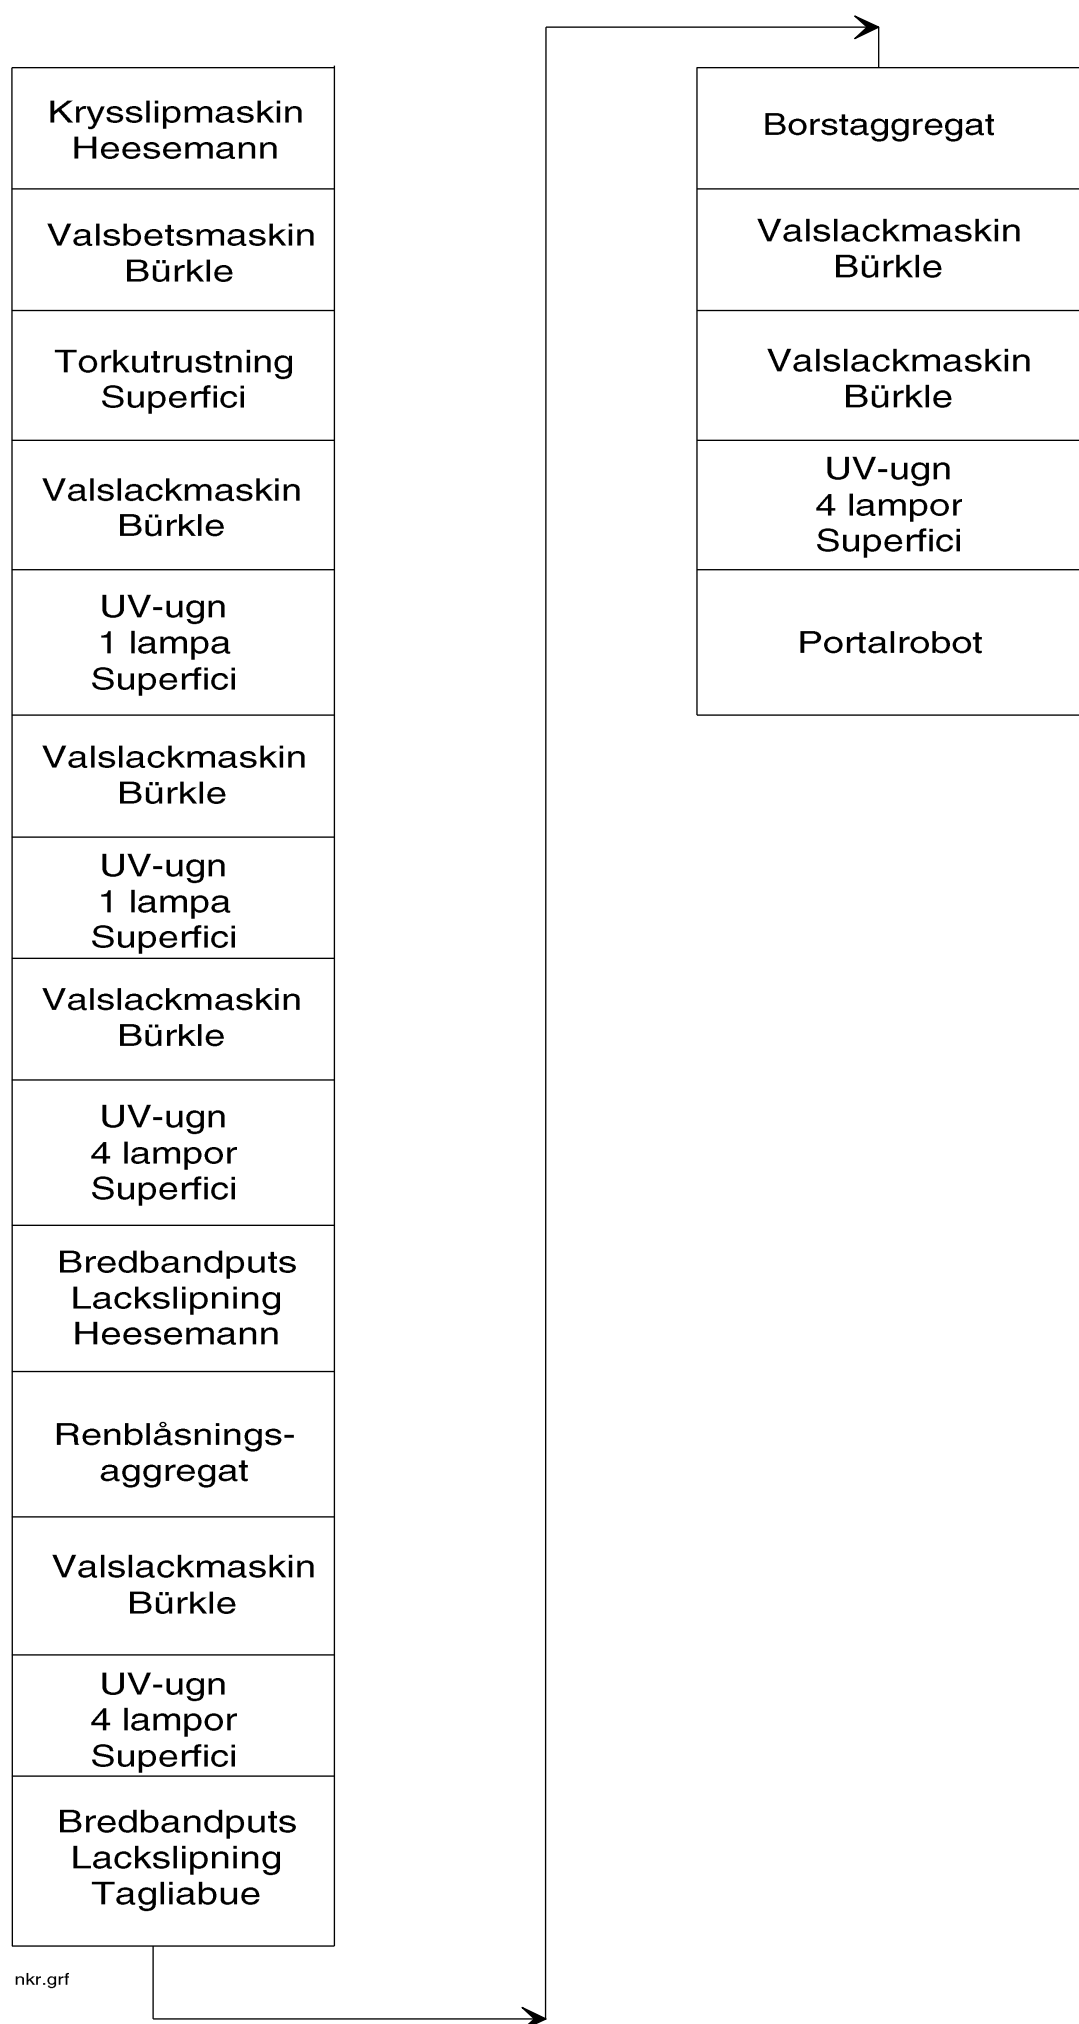 Krysslipmaskin
Heesemann
Valsbetsmaskin
Bürkle
Torkutrustning
Superfici
Valslackmaskin
Bürkle
UV-ugn
1 lampa
Superfici
Valslackmaskin
Bürkle
UV-ugn
1 lampa
Superfici
Valslackmaskin
Bürkle
UV-ugn
4 lampor
Superfici
Bredbandputs
Lackslipning
Heesemann
Renblåsnings-
aggregat
Valslackmaskin
Bürkle
UV-ugn
4 lampor
Superfici
Bredbandputs
Lackslipning
Tagliabue
nkr.grf
Borstaggregat
Valslackmaskin
Bürkle
Valslackmaskin
Bürkle
UV-ugn
4 lampor
Superfici
Portalrobot